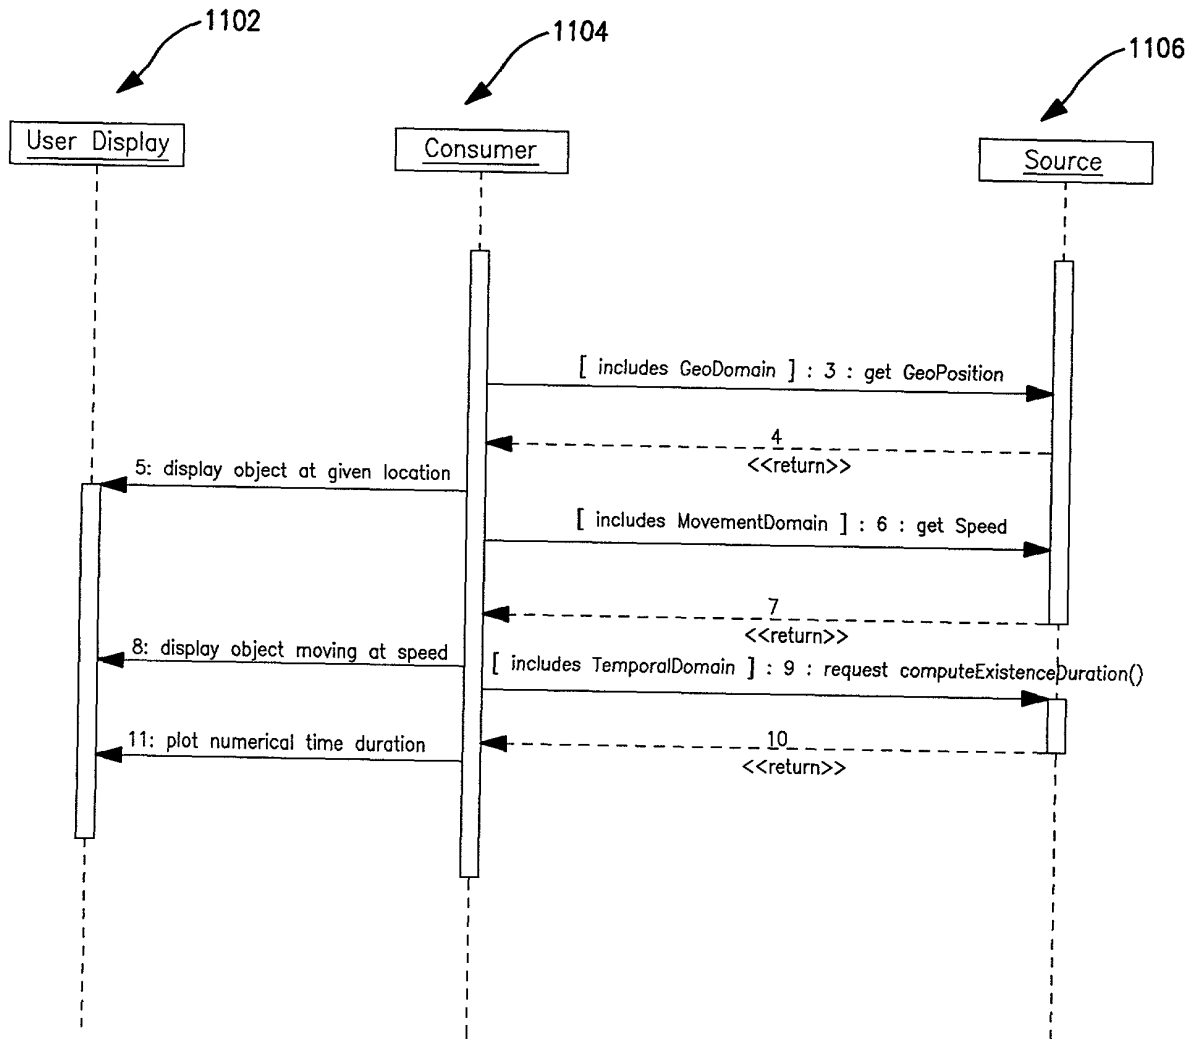 1102
1104
1106
User Display
Consumer
Source
[ includes GeoDomain ] : 3 : get GeoPosition
4
<<return>>
5: display object at given location
[ includes MovementDomain ] : 6 : get Speed
7
<<return>>
8: display object moving at speed
[ includes TemporalDomain ] : 9 : request computeExistenceDuration()
11: plot numerical time duration
10
<<return>>